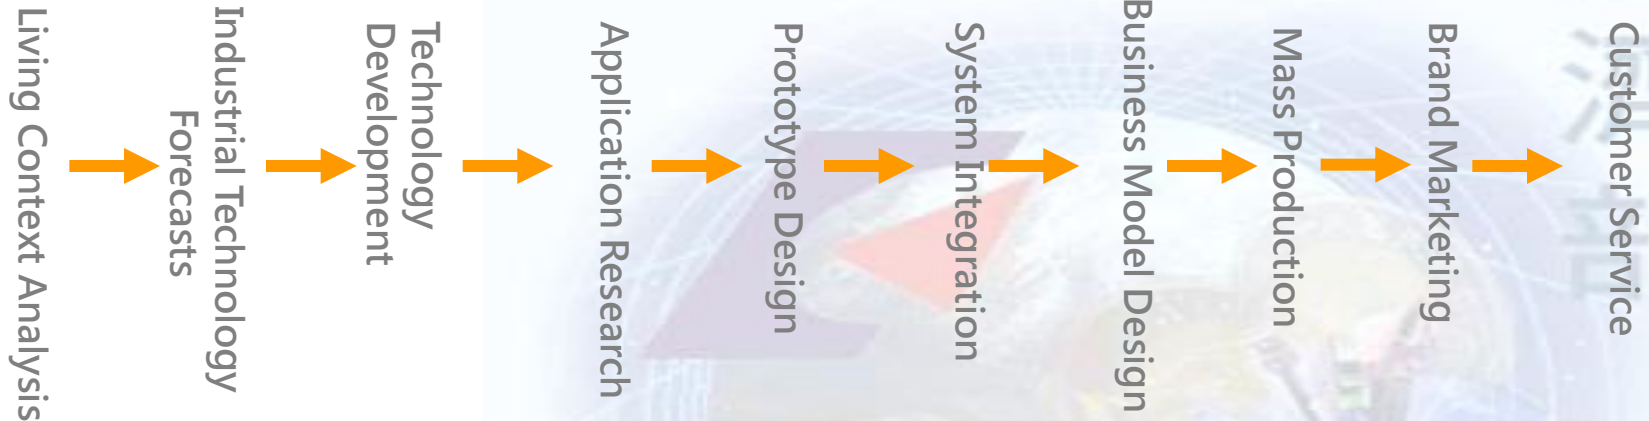 Living Context Analysis
Industrial Technology
Forecasts
Technology
Development
Application Research
Prototype Design
System Integration
Business Model Design
Mass Production
Brand Marketing
Customer Service